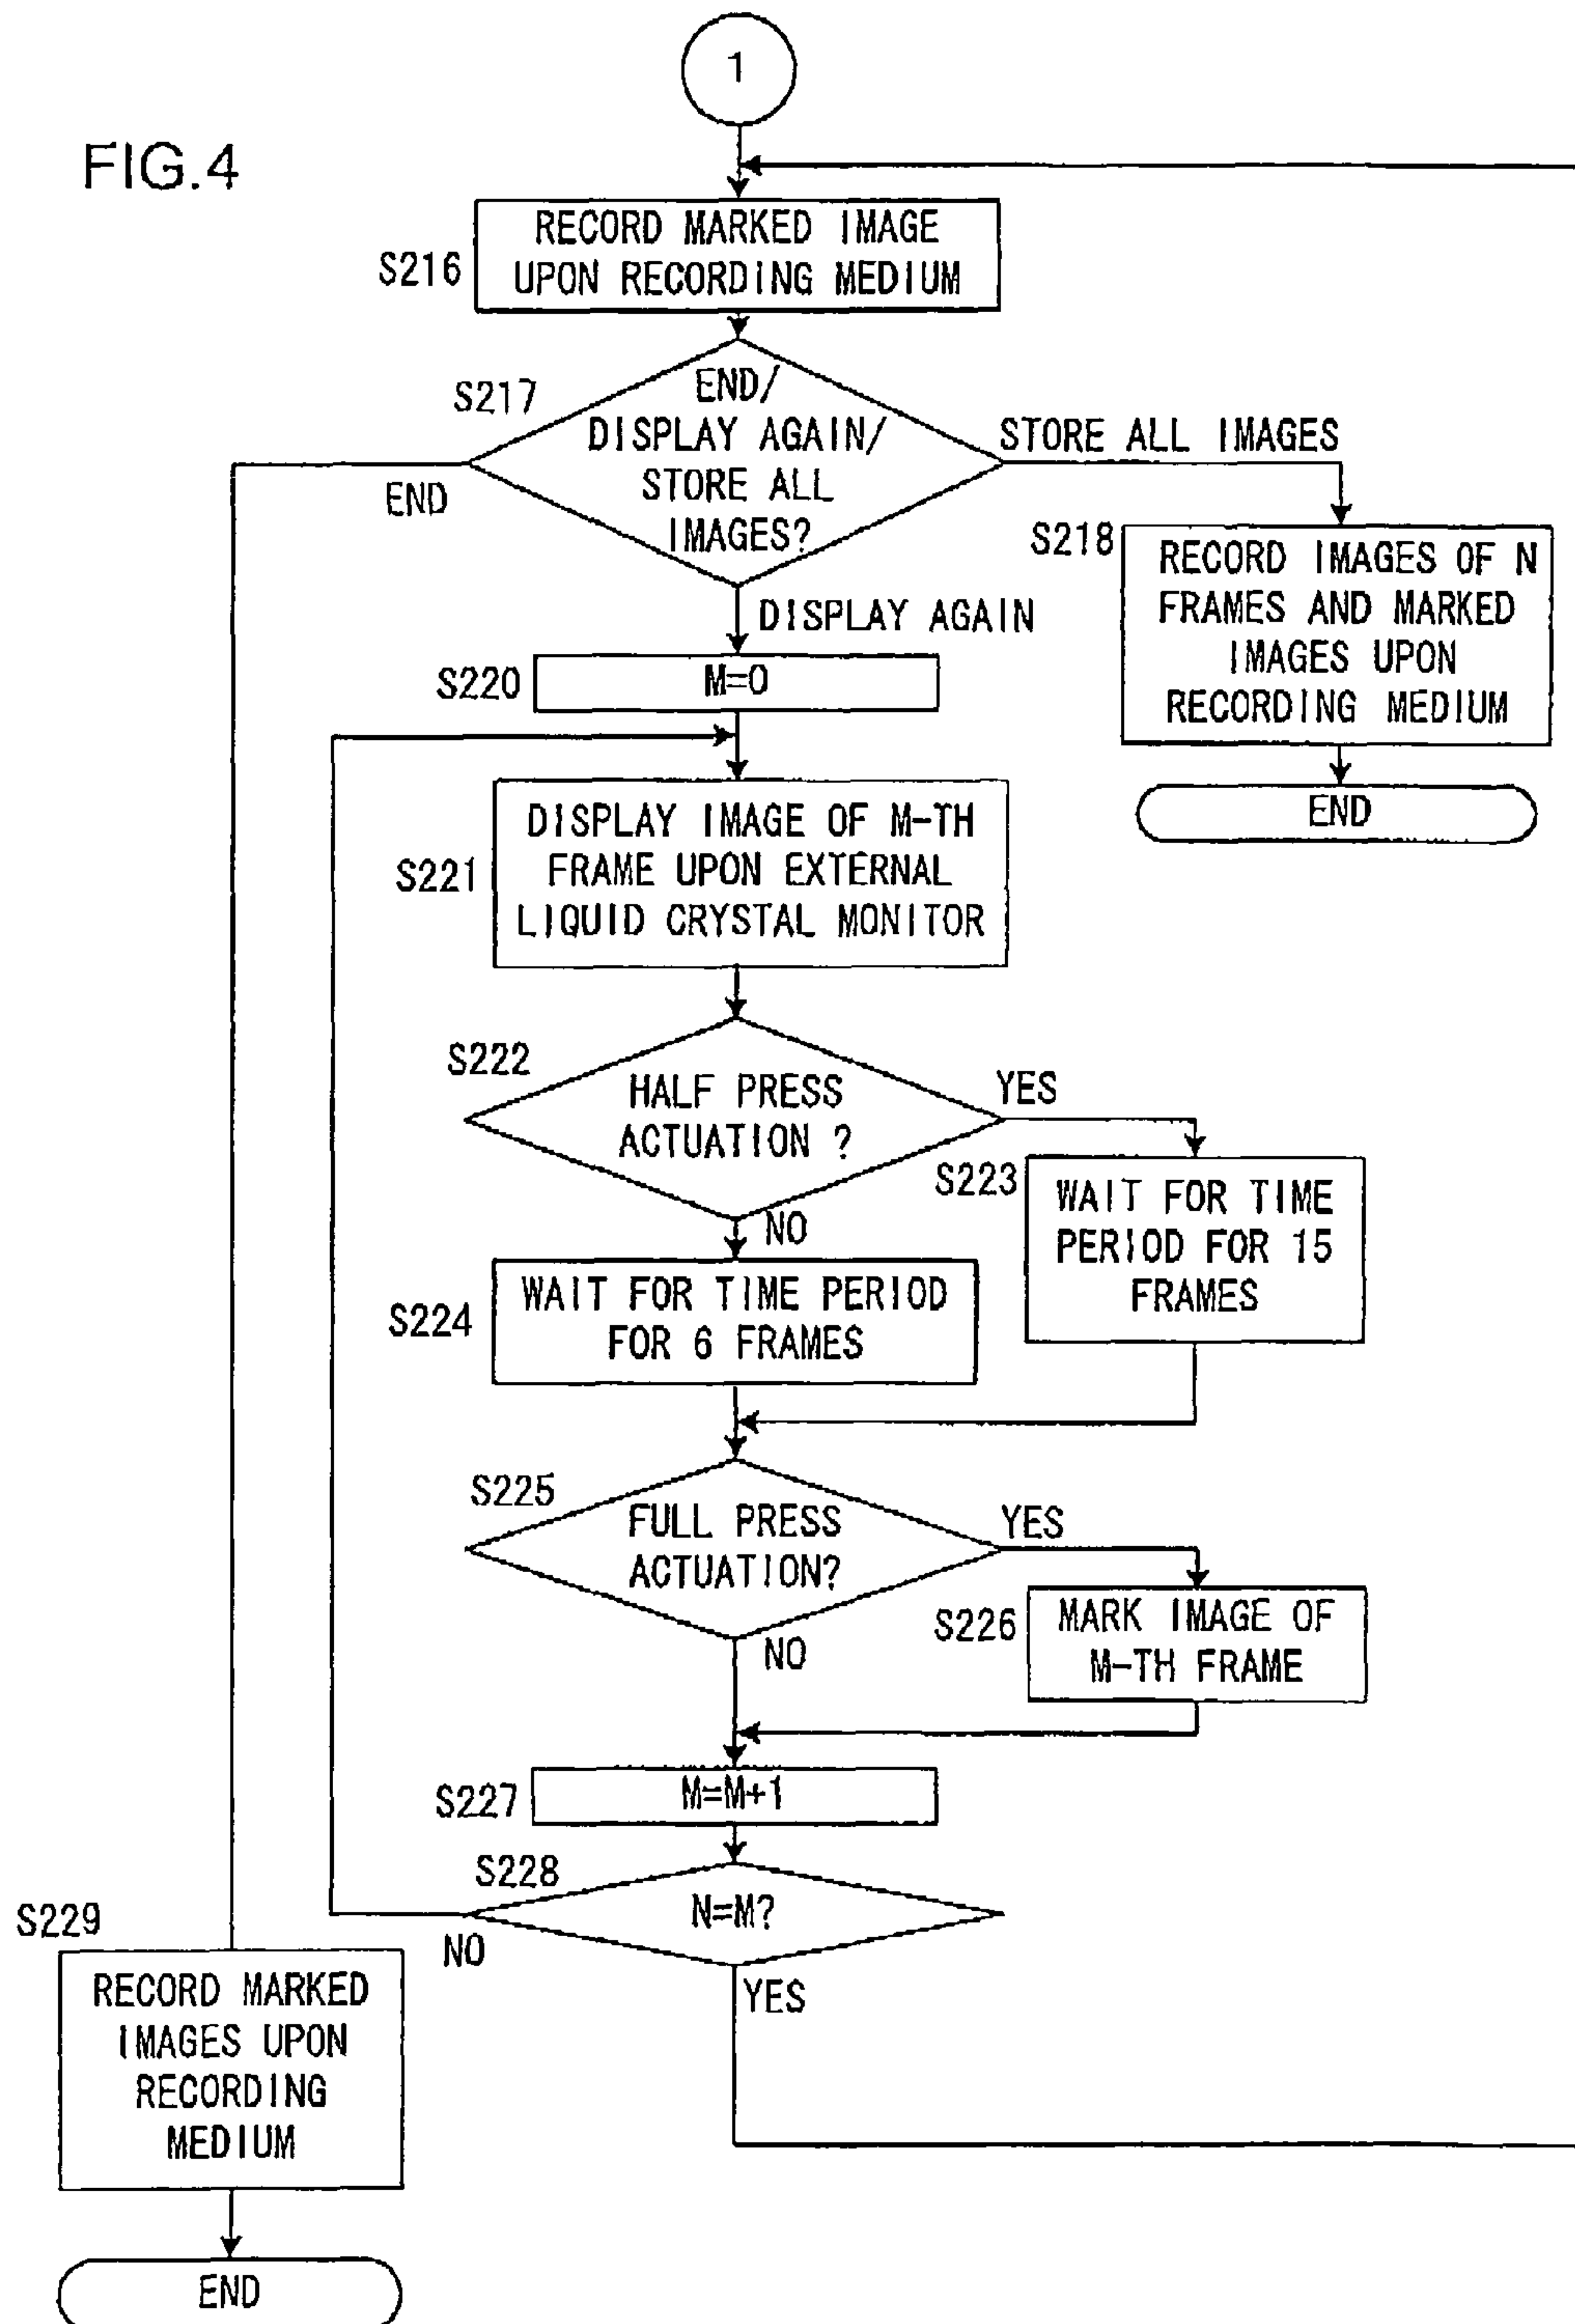 1
FIG.4
S216
RECORD MARKED IMAGE
UPON RECORDING MEDIUM
S217
END/
DISPLAY AGAIN/
STORE ALL
IMAGES?
END
STORE ALL IMAGES
DISPLAY AGAIN
S218
RECORD IMAGES OF N
FRAMES AND MARKED
IMAGES UPON
RECORDING MEDIUM
END
S220
M=0
S221
DISPLAY IMAGE OF M-TH
FRAME UPON EXTERNAL
LIQUID CRYSTAL MONITOR
S222
HALF PRESS
ACTUATION ?
YES
NO
S223
WAIT FOR TIME
PERIOD FOR 15
FRAMES
S224
WAIT FOR TIME PERIOD
FOR 6 FRAMES
S225
FULL PRESS
ACTUATION?
YES
NO
S226
MARK IMAGE OF
M-TH FRAME
S227
M=M+1
S228
N=M?
NO
YES
S229
RECORD MARKED
IMAGES UPON
RECORDING
MEDIUM
END